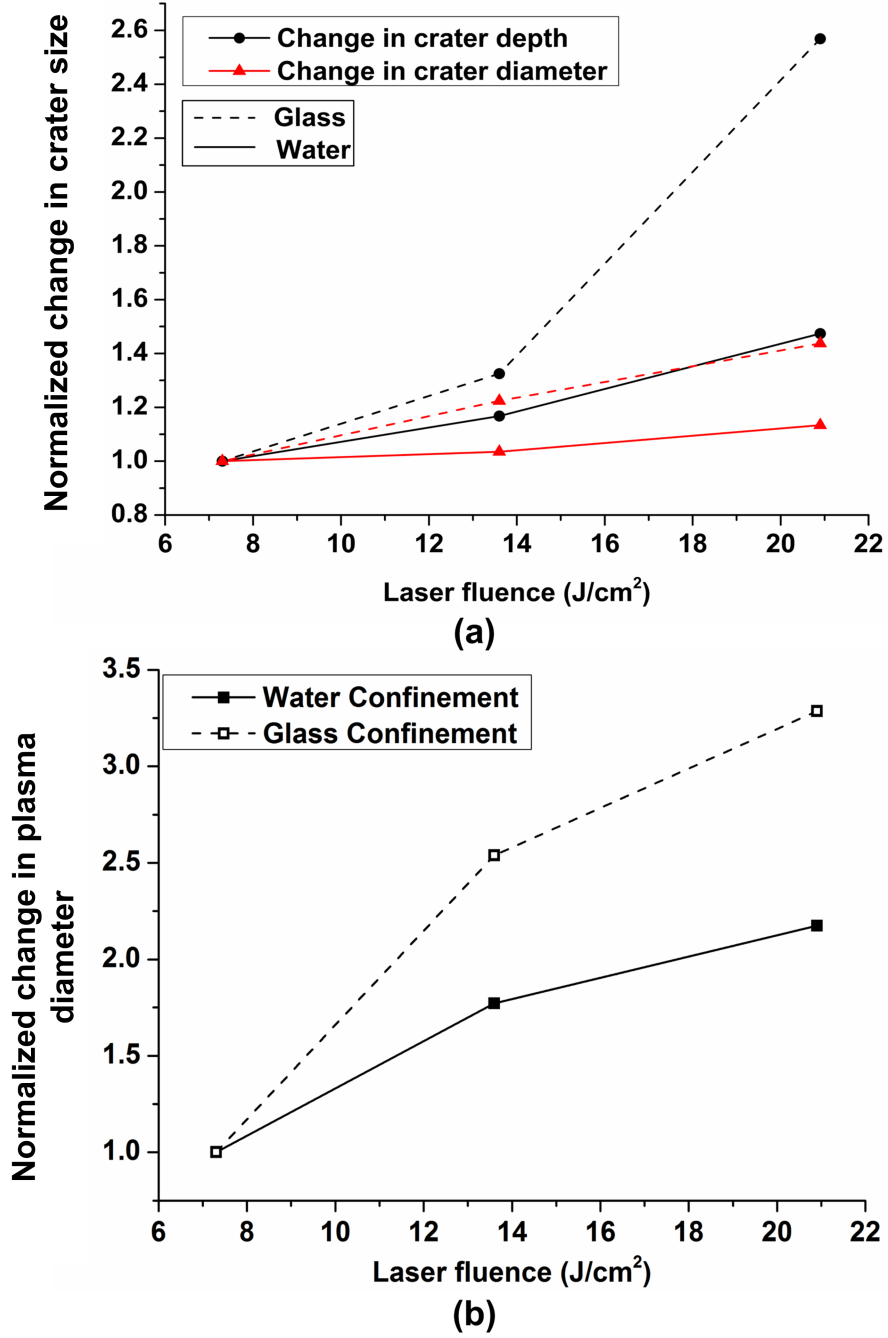 Normalized change in crater size
2.6
2.4
2.2
2.0
1.8
1.6
1.4
1.2
1.0
0.8
Change in crater depth
Change in crater diameter
Glass
Water
6 8 10 12 14 16 18 20 22
Laser fluence (J/cm²)
(a)
Normalized change in plasma
diameter
3.5
3.0
2.5
2.0
1.5
1.0
Water Confinement
Glass Confinement
6 8 10 12 14 16 18 20 22
Laser fluence (J/cm²)
(b)